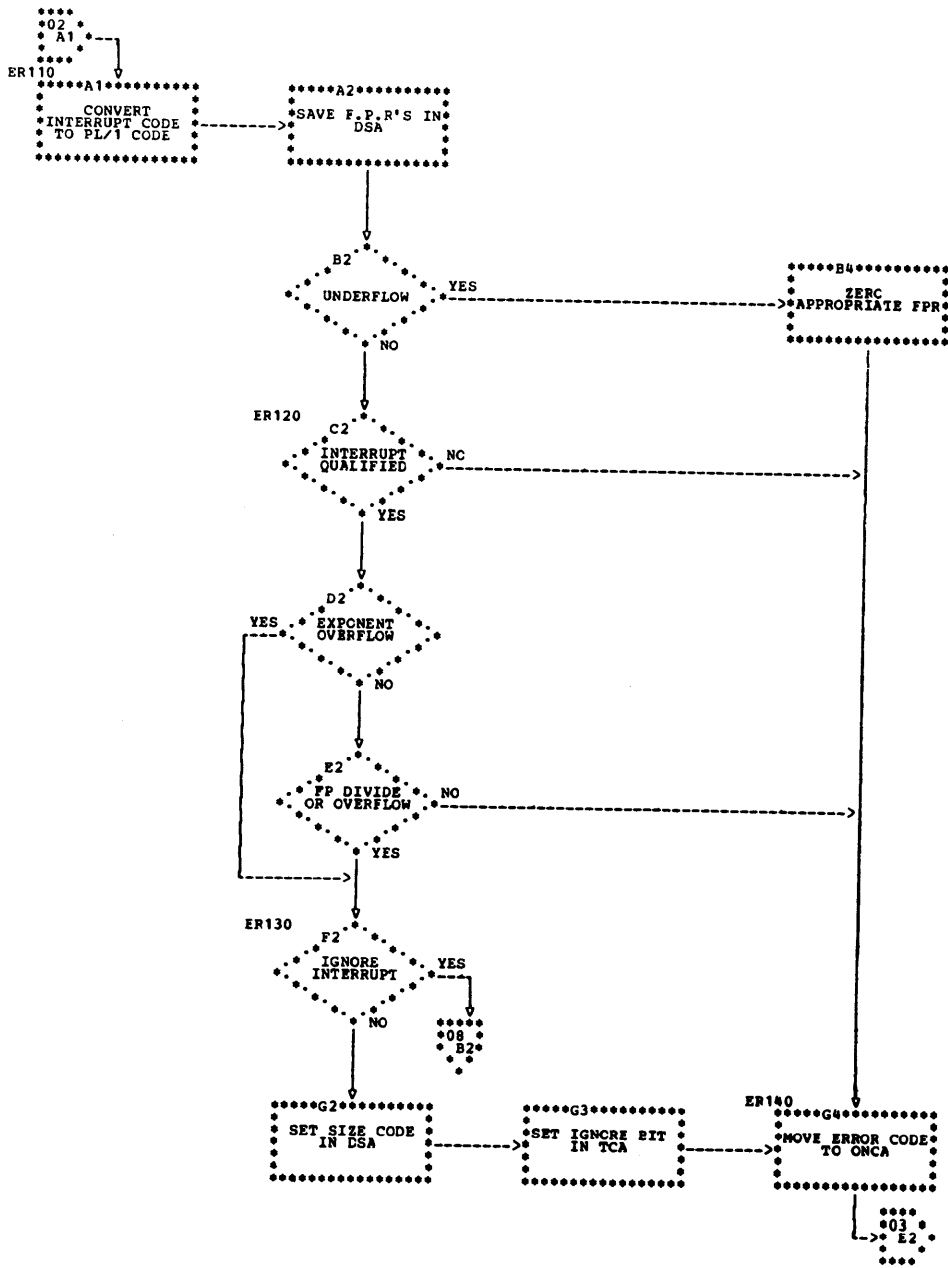 02
A1
ER110
A1
CONVERT
INTERRUPT CODE
TO PL/1 CODE
A2
SAVE F.P.R'S IN
DSA
B2
UNDERFLOW
YES
NO
B4
ZERC
APPROPRIATE FPR
ER120
C2
INTERRUPT
QUALIFIED
NC
YES
D2
YES
EXPONENT
OVERFLOW
NO
E2
FP DIVIDE
OR OVERFLOW
NO
YES
ER130
F2
IGNORE
INTERRUPT
YES
NO
08
B2
G2
SET SIZE CODE
IN DSA
G3
SET IGNCRE BIT
IN TCA
ER140
G4
MOVE ERROR CODE
TO ONCA
03
E2